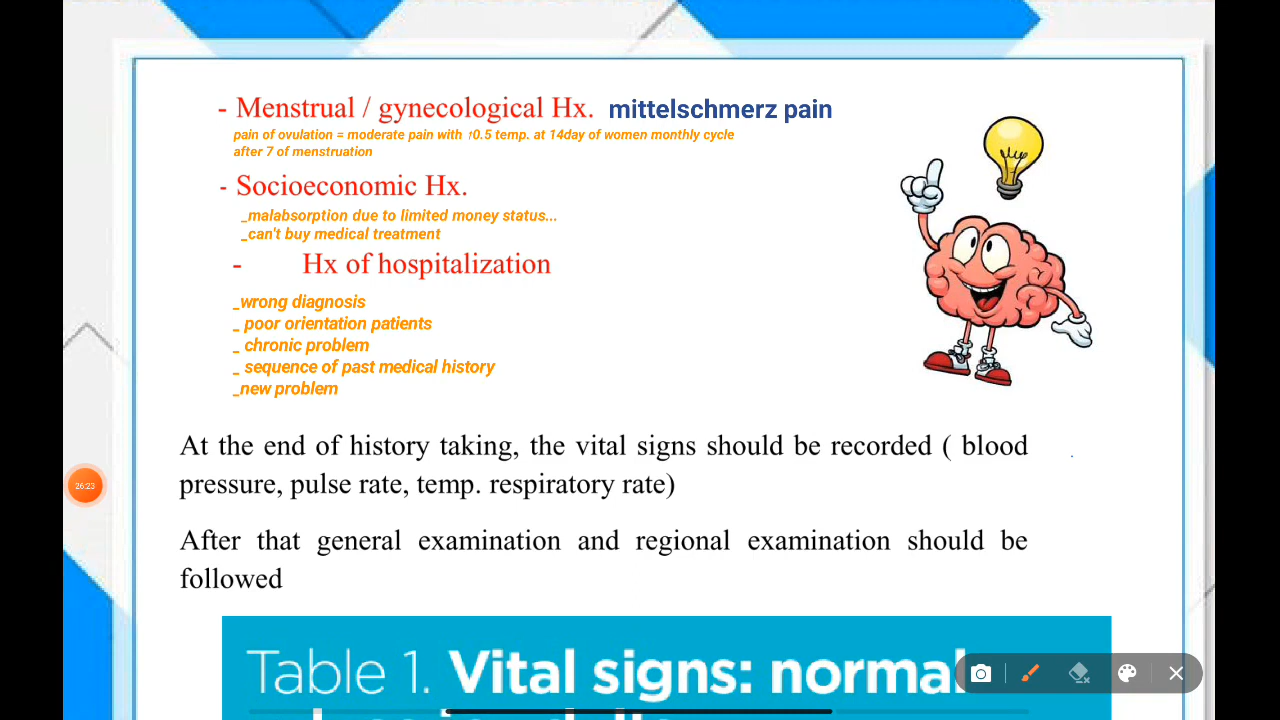 - Menstrual / gynecological Hx. mittelschmerz pain
pain of ovulation = moderate pain with ↑0.5 temp. at 14day of women monthly cycle
after 7 of menstruation
- Socioeconomic Hx.
_malabsorption due to limited money status...
_can't buy medical treatment
- Hx of hospitalization
_wrong diagnosis
_ poor orientation patients
_ chronic problem
_ sequence of past medical history
_new problem
At the end of history taking, the vital signs should be recorded ( blood
pressure, pulse rate, temp. respiratory rate)
26:23
After that general examination and regional examination should be
followed
Table 1. Vital signs: normal